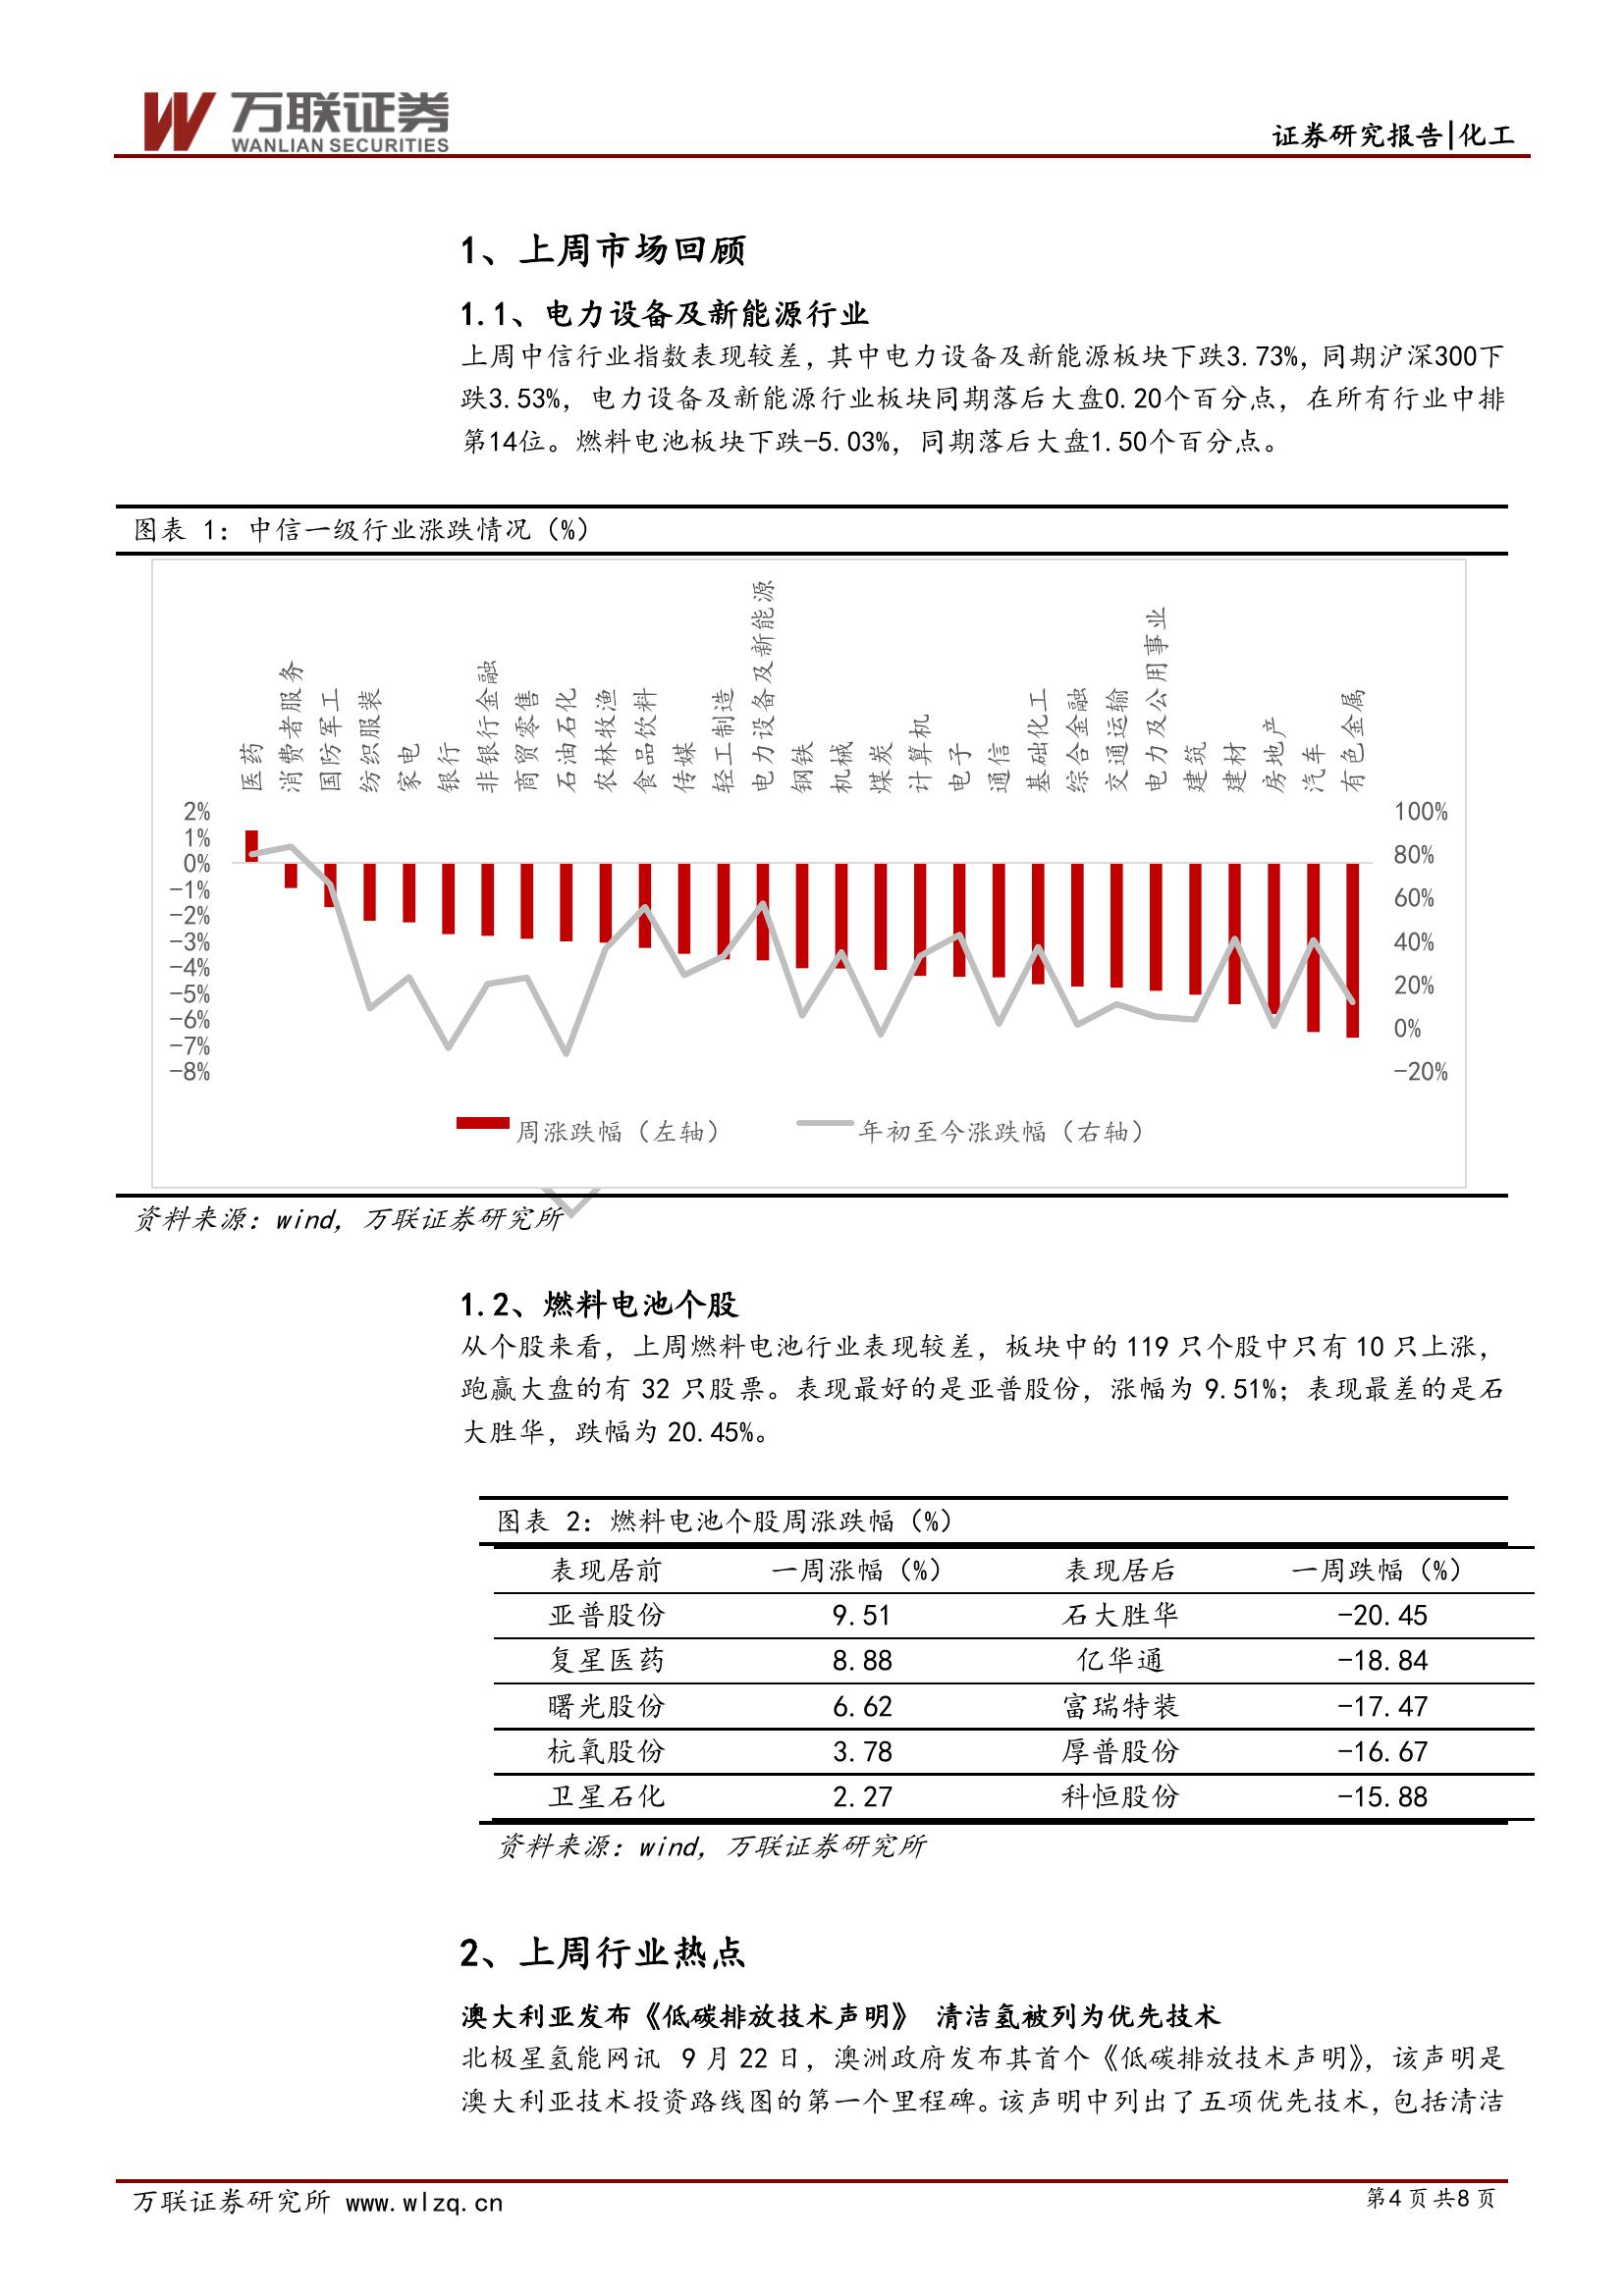 万联证券
WANLIAN SECURITIES
证券研究报告|化工
1、上周市场回顾
1.1、电力设备及新能源行业
上周中信行业指数表现较差，其中电力设备及新能源板块下跌3.73%，同期沪深300下
跌3.53%，电力设备及新能源行业板块同期落后大盘0.20个百分点，在所有行业中排
第14位。燃料电池板块下跌-5.03%，同期落后大盘1.50个百分点。
图表 1：中信一级行业涨跌情况（%）
医药
消费者服务
国防军工
纺织服装
家电
银行
非银行金融
商贸零售
石油石化
农林牧渔
食品饮料
传媒
轻工制造
电力设备及新能源
钢铁
机械
煤炭
计算机
电子
通信
基础化工
综合金融
交通运输
电力及公用事业
建筑
建材
房地产
汽车
有色金属
2%
1%
0%
-1%
-2%
-3%
-4%
-5%
-6%
-7%
-8%
100%
80%
60%
40%
20%
0%
-20%
周涨跌幅（左轴）
年初至今涨跌幅（右轴）
资料来源：wind，万联证券研究所
1.2、燃料电池个股
从个股来看，上周燃料电池行业表现较差，板块中的 119 只个股中只有 10 只上涨，
跑赢大盘的有 32 只股票。表现最好的是亚普股份，涨幅为 9.51%；表现最差的是石
大胜华，跌幅为 20.45%。
图表 2：燃料电池个股周涨跌幅（%）
表现居前 一周涨幅（%） 表现居后 一周跌幅（%）
亚普股份 9.51 石大胜华 -20.45
复星医药 8.88 亿华通 -18.84
曙光股份 6.62 富瑞特装 -17.47
杭氧股份 3.78 厚普股份 -16.67
卫星石化 2.27 科恒股份 -15.88
资料来源：wind，万联证券研究所
2、上周行业热点
澳大利亚发布《低碳排放技术声明》 清洁氢被列为优先技术
北极星氢能网讯 9 月 22 日，澳洲政府发布其首个《低碳排放技术声明》，该声明是
澳大利亚技术投资路线图的第一个里程碑。该声明中列出了五项优先技术，包括清洁
万联证券研究所 www.wlzq.cn
第4页共8页